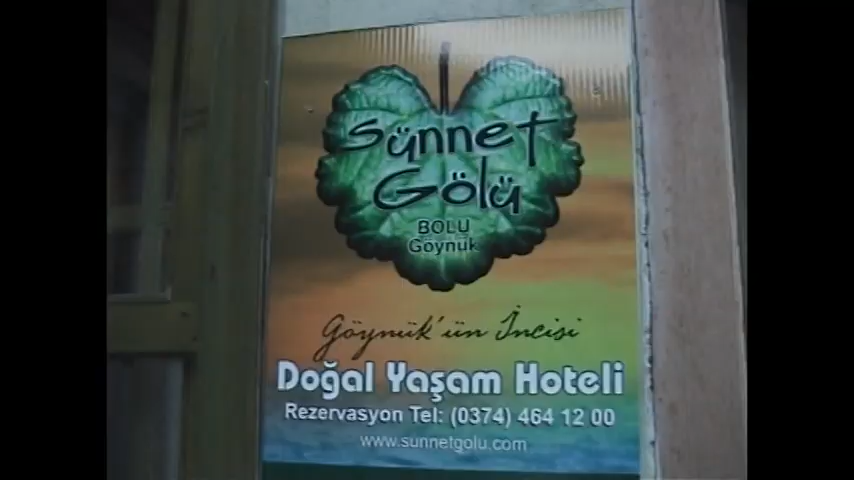 Sünnet
Gölü
BOLU
Göynük
Göynük'ün İncisi
Doğal Yaşam Hoteli
Rezervasyon Tel: (0374) 464 12 00
www.sunnetgolu.com